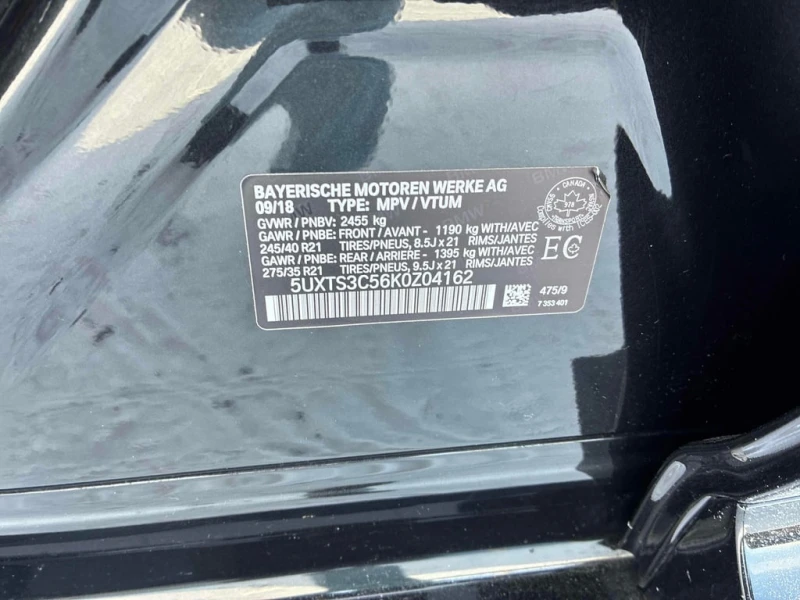 BAYERISCHE MOTOREN WERKE AG
09/18 TYPE: MPV / VTUM
GVWR / PNBV: 2455 kg
GAWR / PNBE: FRONT / AVANT - 1190 kg WITH/AVEC
245/40 R21 TIRES/PNEUS, 8.5J x 21 RIMS/JANTES
GAWR / PNBE: REAR / ARRIERE - 1395 kg WITH/AVEC
275/35 R21 TIRES/PNEUS, 9.5J x 21 RIMS/JANTES
5UXTS3C56K0Z04162
CANADA
978
EC
475/9
7 353 401